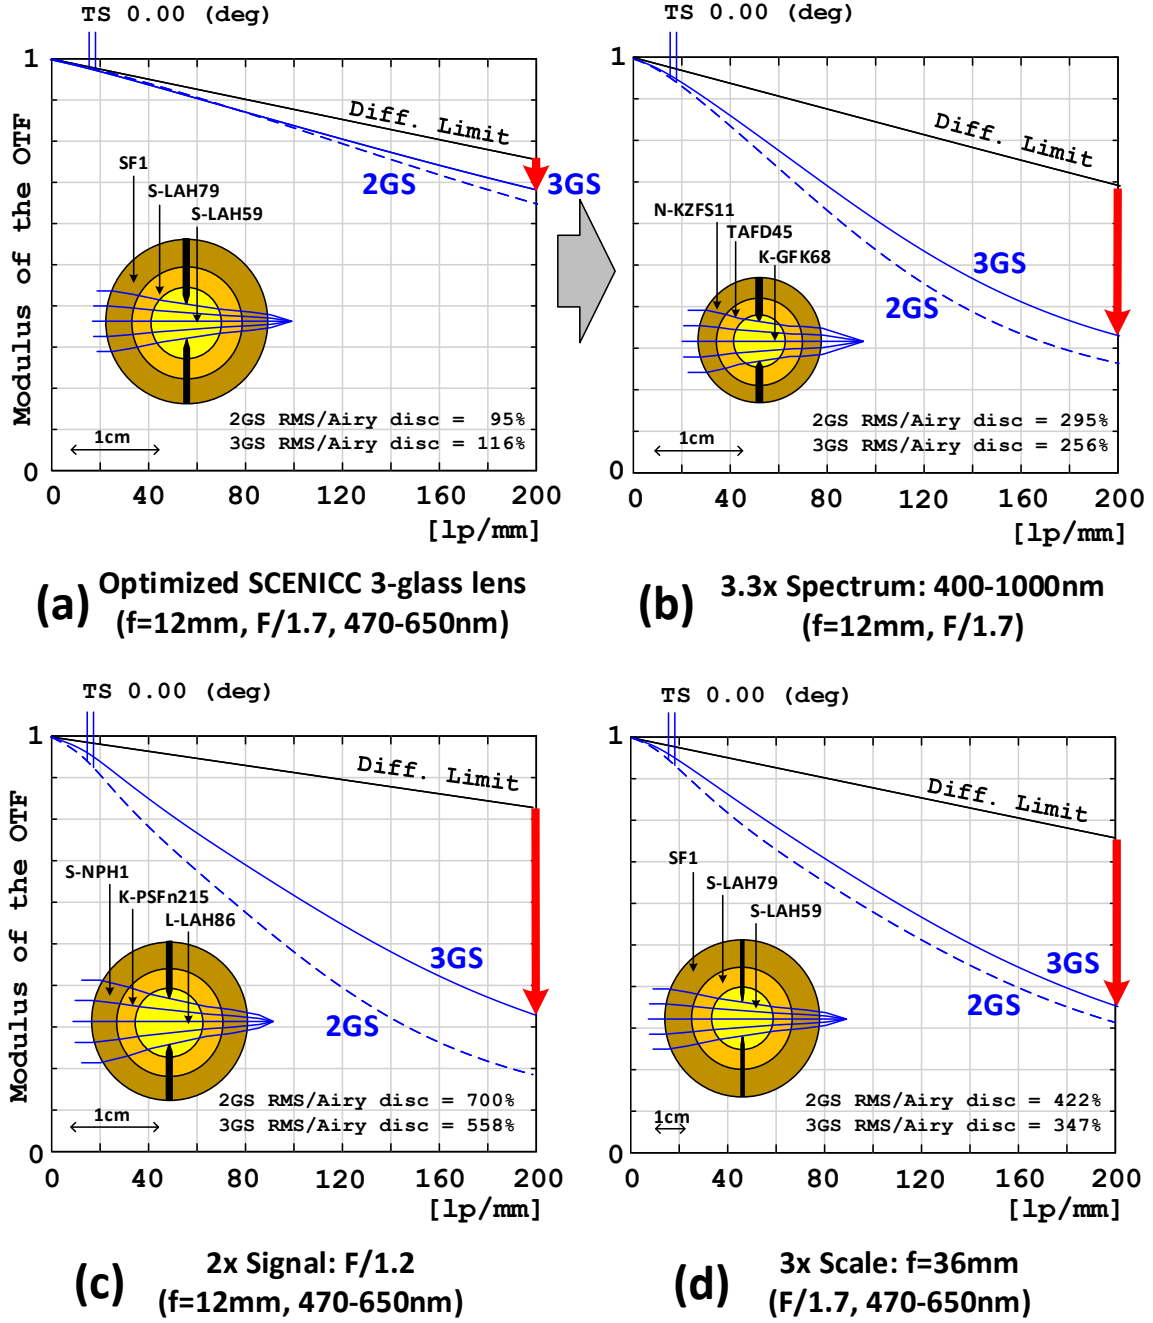 TS 0.00 (deg)
1
Modulus of the OTF
Diff. Limit
2GS
3GS
SF1
S-LAH79
S-LAH59
2GS RMS/Airy disc = 95%
3GS RMS/Airy disc = 116%
1cm
0
0 40 80 120 160 200
[lp/mm]
(a) Optimized SCENICC 3-glass lens
(f=12mm, F/1.7, 470-650nm)
TS 0.00 (deg)
1
Diff. Limit
N-KZFS11
TAFD45
K-GFK68
3GS
2GS
2GS RMS/Airy disc = 295%
3GS RMS/Airy disc = 256%
1cm
0
0 40 80 120 160 200
[lp/mm]
(b) 3.3x Spectrum: 400-1000nm
(f=12mm, F/1.7)
TS 0.00 (deg)
1
Modulus of the OTF
Diff. Limit
S-NPH1
K-PSFn215
L-LAH86
3GS
2GS
2GS RMS/Airy disc = 700%
3GS RMS/Airy disc = 558%
1cm
0
0 40 80 120 160 200
[lp/mm]
(c) 2x Signal: F/1.2
(f=12mm, 470-650nm)
TS 0.00 (deg)
1
Diff. Limit
SF1
S-LAH79
S-LAH59
3GS
2GS
2GS RMS/Airy disc = 422%
3GS RMS/Airy disc = 347%
1cm
0
0 40 80 120 160 200
[lp/mm]
(d) 3x Scale: f=36mm
(F/1.7, 470-650nm)